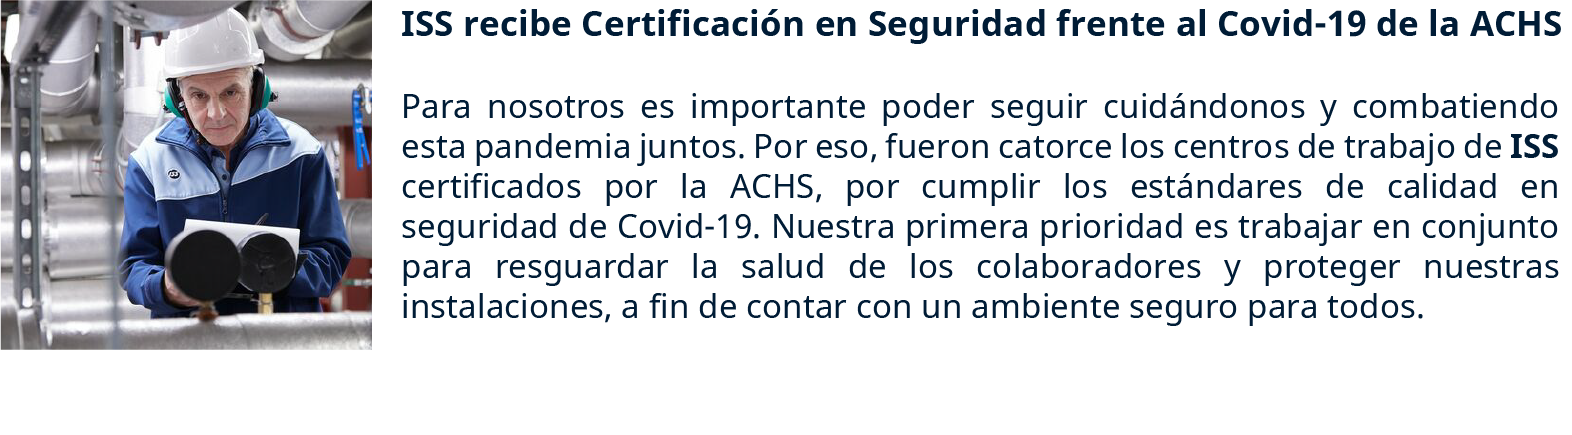 ISS recibe Certificación en Seguridad frente al Covid-19 de la ACHS
Para nosotros es importante poder seguir cuidándonos y combatiendo
esta pandemia juntos. Por eso, fueron catorce los centros de trabajo de ISS
certificados por la ACHS, por cumplir los estándares de calidad en
seguridad de Covid-19. Nuestra primera prioridad es trabajar en conjunto
para resguardar la salud de los colaboradores y proteger nuestras
instalaciones, a fin de contar con un ambiente seguro para todos.